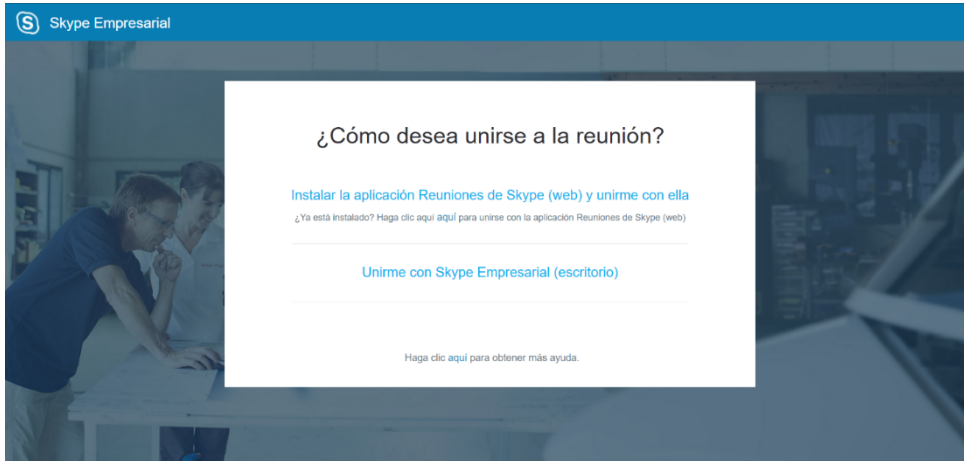 Skype Empresarial
¿Cómo desea unirse a la reunión?
Instalar la aplicación Reuniones de Skype (web) y unirme con ella
¿Ya está instalado? Haga clic aquí aquí para unirse con la aplicación Reuniones de Skype (web)
Unirme con Skype Empresarial (escritorio)
Haga clic aquí para obtener más ayuda.